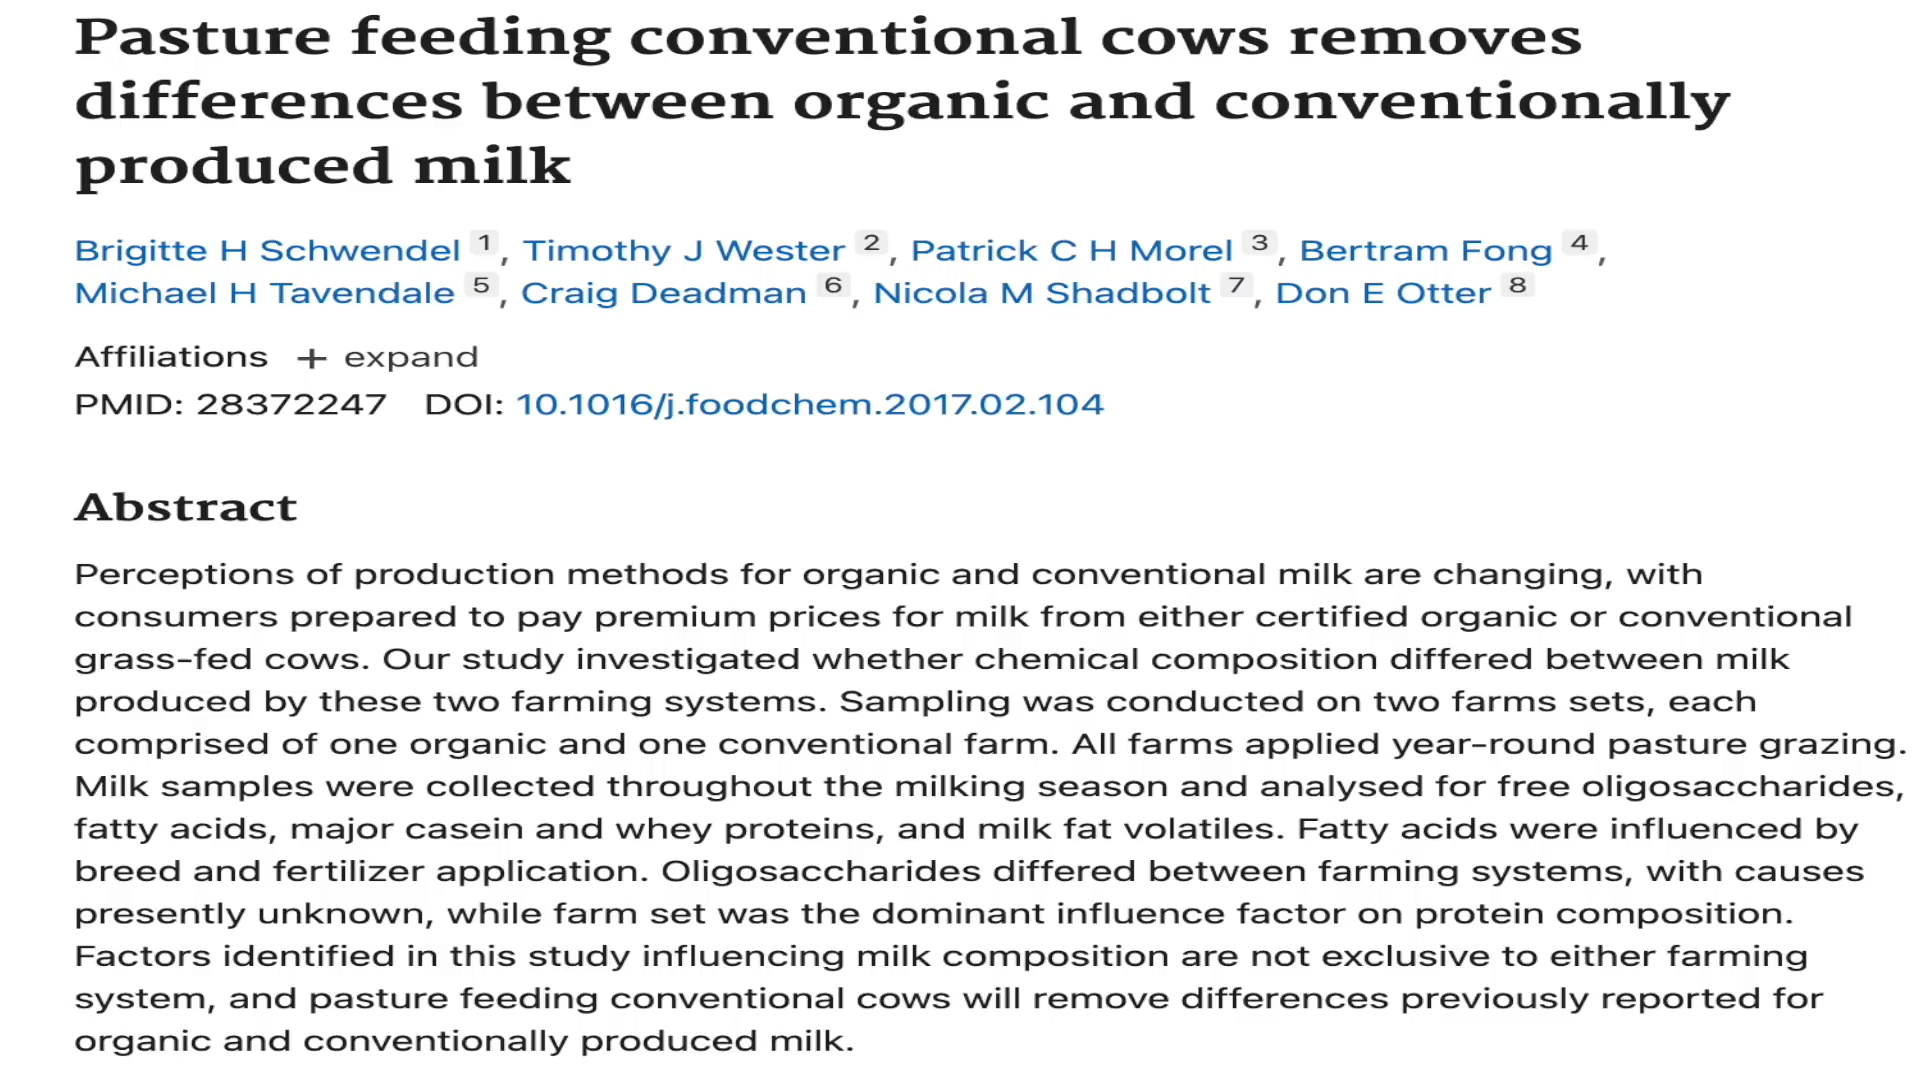 Pasture feeding conventional cows removes
differences between organic and conventionally
produced milk
Brigitte H Schwendel 1, Timothy J Wester 2, Patrick C H Morel 3, Bertram Fong 4,
Michael H Tavendale 5, Craig Deadman 6, Nicola M Shadbolt 7, Don E Otter 8
Affiliations + expand
PMID: 28372247 DOI: 10.1016/j.foodchem.2017.02.104
Abstract
Perceptions of production methods for organic and conventional milk are changing, with
consumers prepared to pay premium prices for milk from either certified organic or conventional
grass-fed cows. Our study investigated whether chemical composition differed between milk
produced by these two farming systems. Sampling was conducted on two farms sets, each
comprised of one organic and one conventional farm. All farms applied year-round pasture grazing.
Milk samples were collected throughout the milking season and analysed for free oligosaccharides,
fatty acids, major casein and whey proteins, and milk fat volatiles. Fatty acids were influenced by
breed and fertilizer application. Oligosaccharides differed between farming systems, with causes
presently unknown, while farm set was the dominant influence factor on protein composition.
Factors identified in this study influencing milk composition are not exclusive to either farming
system, and pasture feeding conventional cows will remove differences previously reported for
organic and conventionally produced milk.